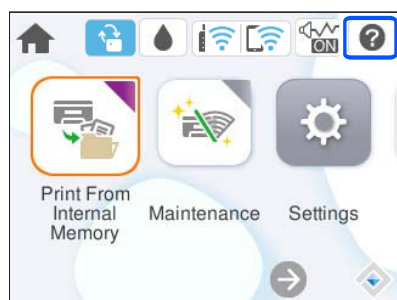 ON
?
Print From
Internal
Memory
Maintenance
Settings